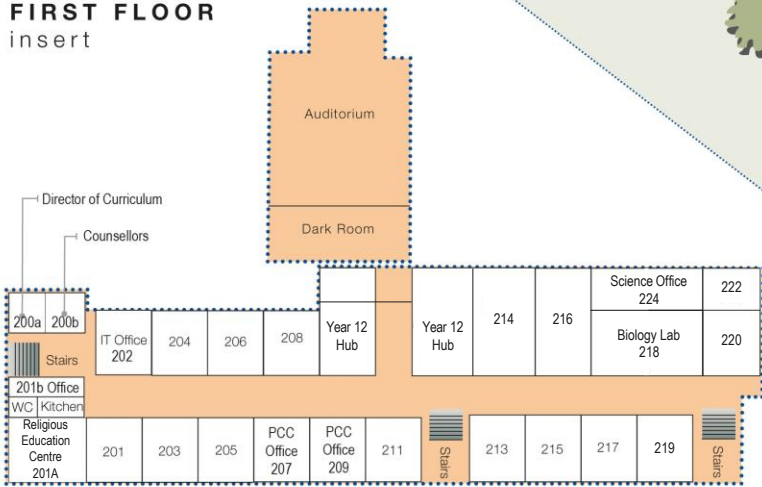 FIRST FLOOR
insert
Auditorium
Dark Room
Director of Curriculum
Counsellors
200a
200b
Stairs
201b Office
WC
Kitchen
Religious
Education
Centre
201A
IT Office
202
204
206
208
Year 12
Hub
Year 12
Hub
214
216
Science Office
224
222
Biology Lab
218
220
201
203
205
PCC
Office
207
PCC
Office
209
211
Stairs
213
215
217
219
Stairs